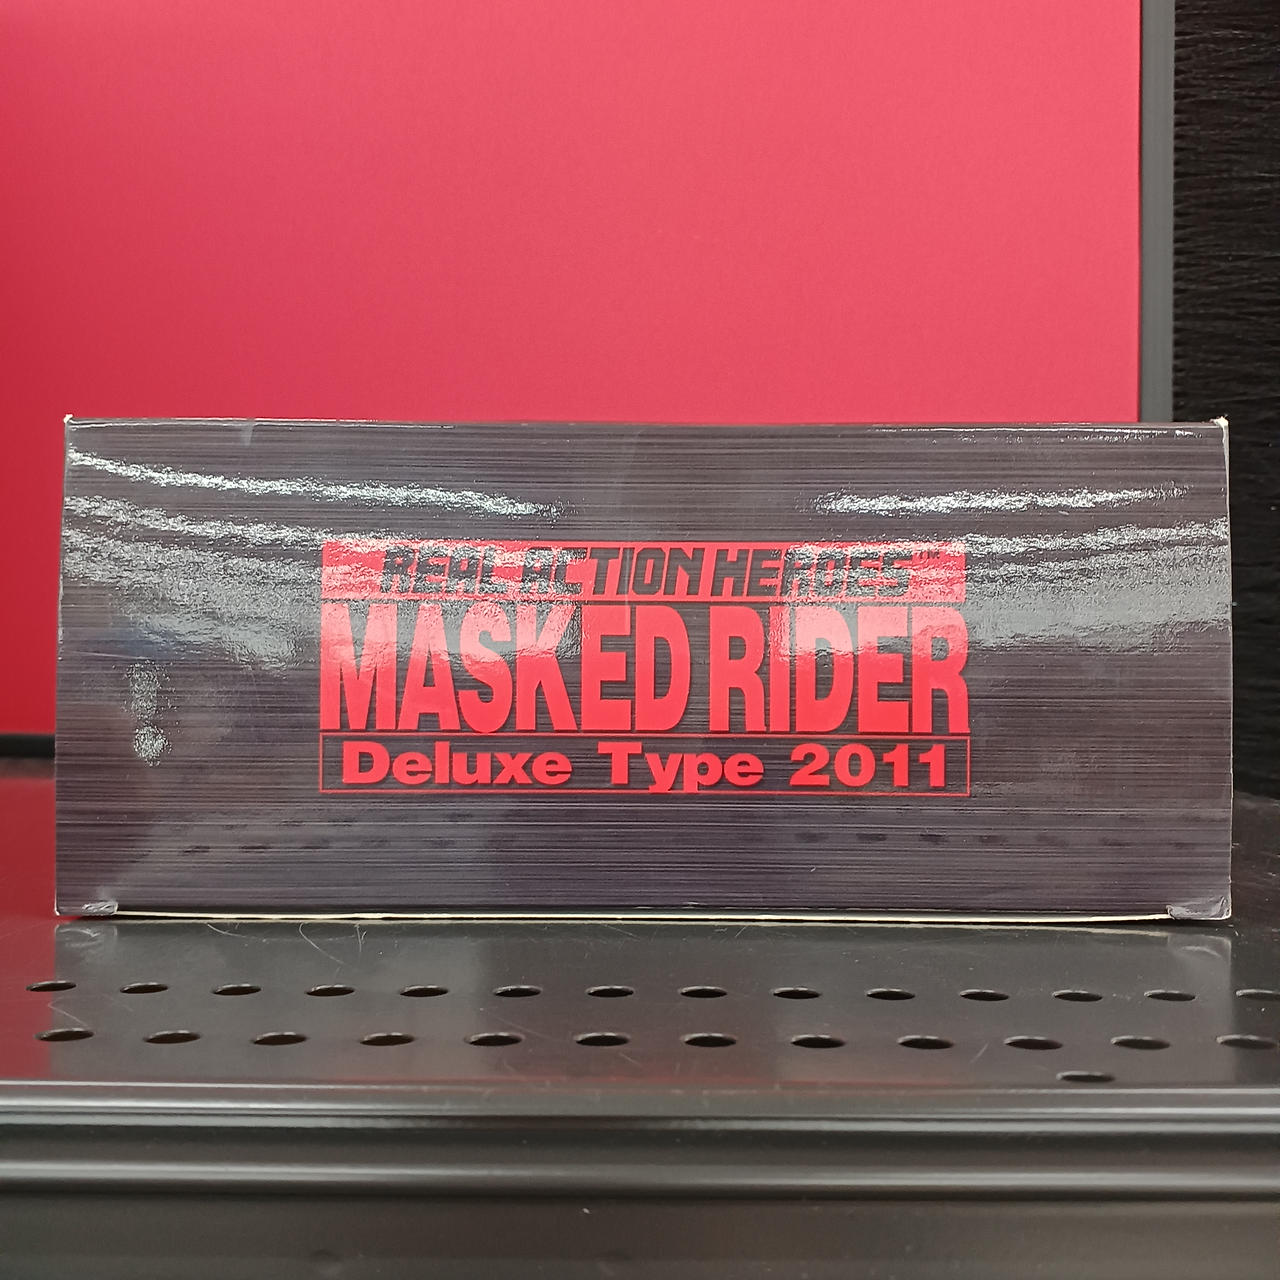 REAL ACTION HEROES™
MASKED RIDER
Deluxe Type 2011